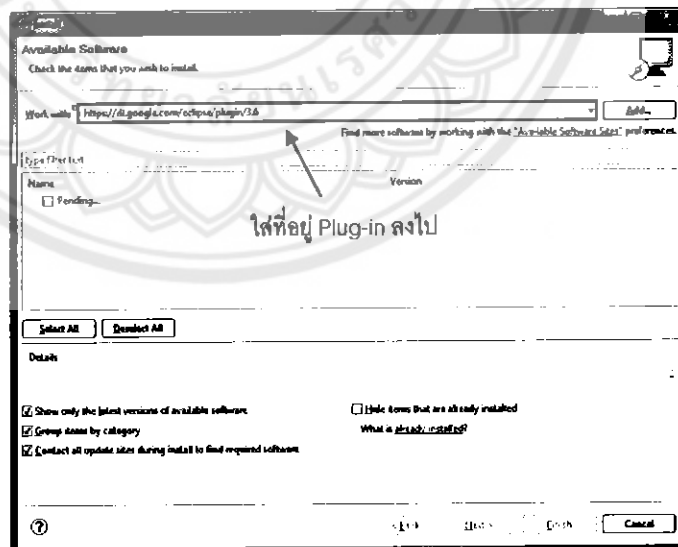 Available Software
Check the items that you wish to install.
Work with: https://dl.google.com/eclipse/plugin/3.6
Add...
Find more software by working with the "Available Software Sites" preferences.
type filter text
Name Version
Pending...
ใส่ที่อยู่ Plug-in ลงไป
Select All Deselect All
Details
Show only the latest versions of available software
Hide items that are already installed
Group items by category
What is already installed?
Contact all update sites during install to find required software
Finish Cancel